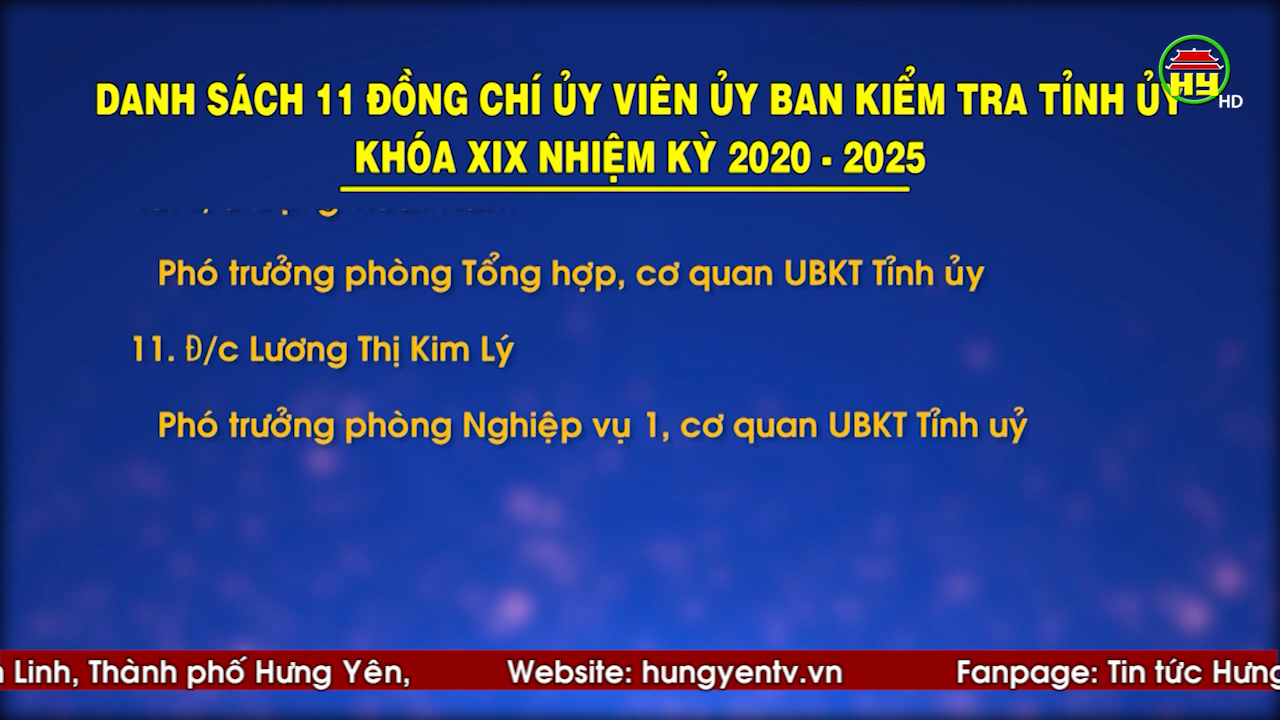 DANH SÁCH 11 ĐỒNG CHÍ ỦY VIÊN ỦY BAN KIỂM TRA TỈNH ỦY
KHÓA XIX NHIỆM KỲ 2020 - 2025
HY HD
Phó trưởng phòng Tổng hợp, cơ quan UBKT Tỉnh ủy
11. Đ/c Lương Thị Kim Lý
Phó trưởng phòng Nghiệp vụ 1, cơ quan UBKT Tỉnh uỷ
Linh, Thành phố Hưng Yên, Website: hungyentv.vn Fanpage: Tin tức Hưng